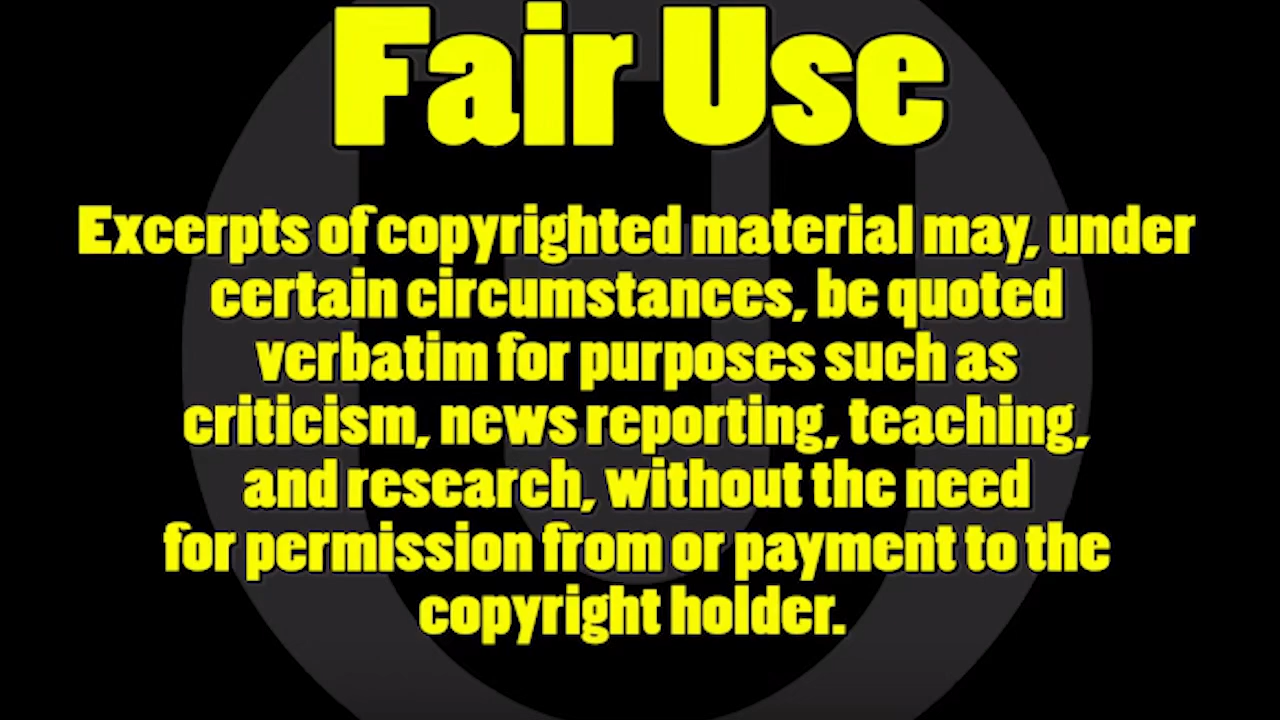 Fair Use
Excerpts of copyrighted material may, under
certain circumstances, be quoted
verbatim for purposes such as
criticism, news reporting, teaching,
and research, without the need
for permission from or payment to the
copyright holder.